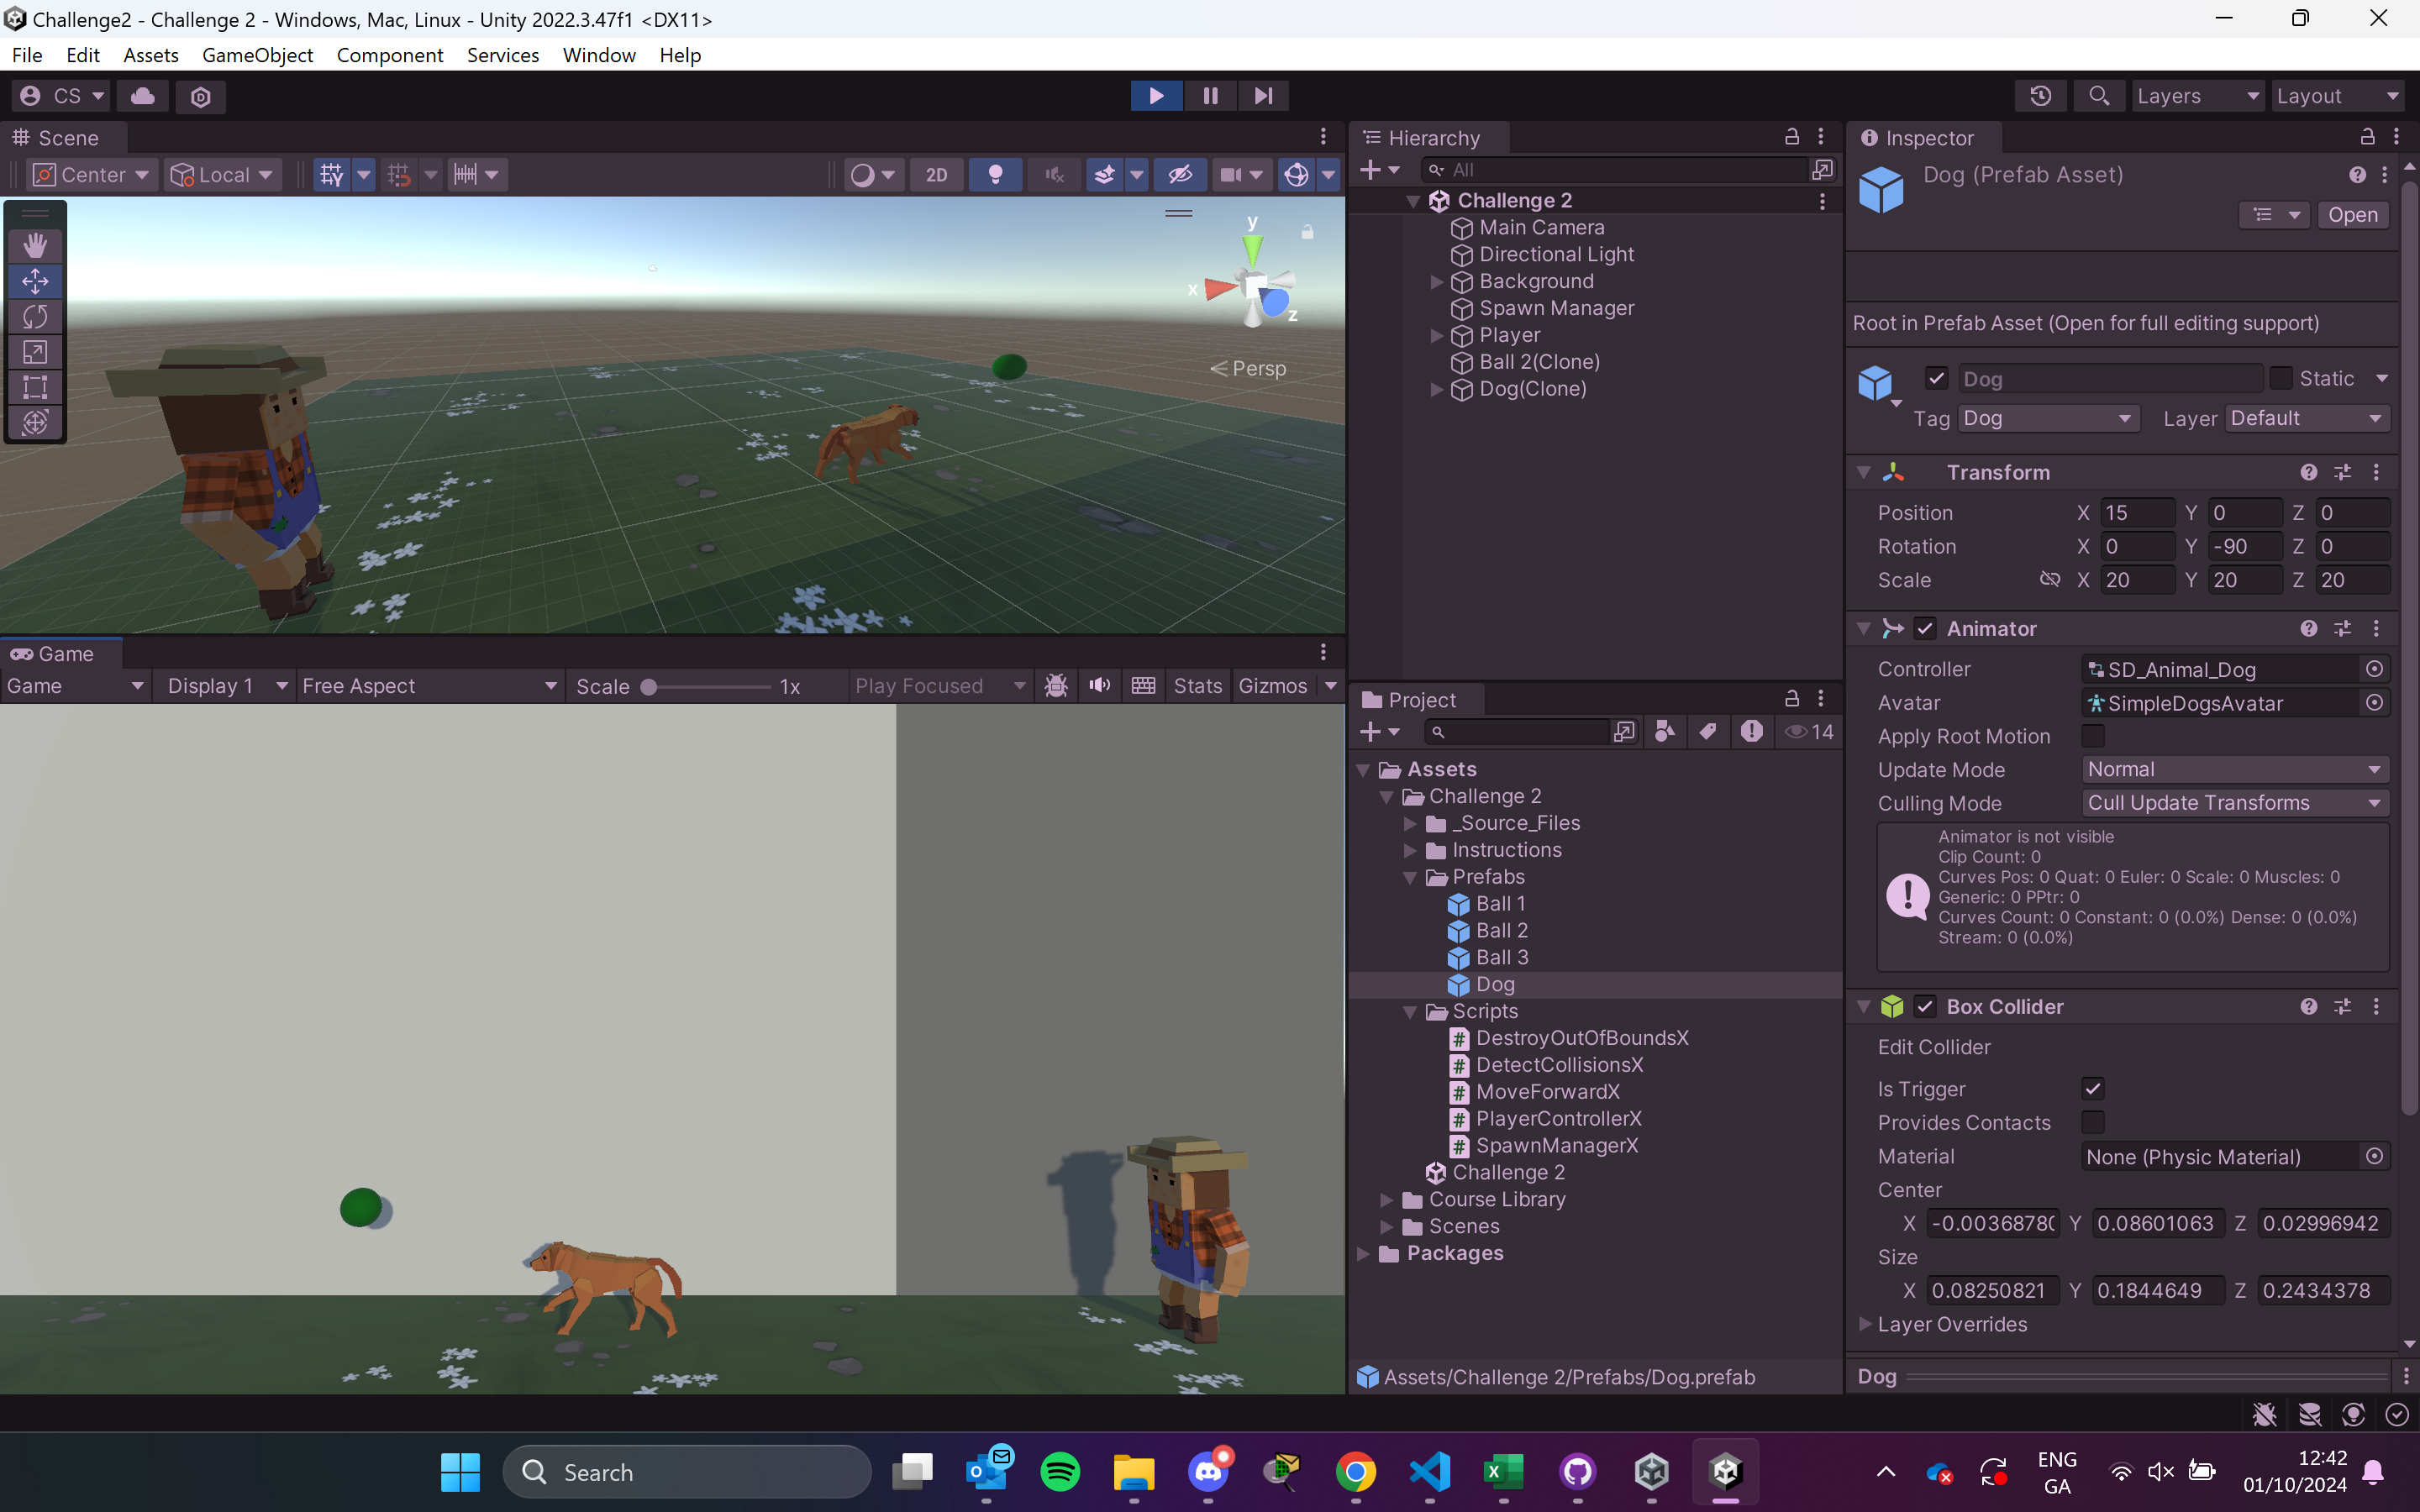 Challenge2 - Challenge 2 - Windows, Mac, Linux - Unity 2022.3.47f1 <DX11>
File Edit Assets GameObject Component Services Window Help
CS
Layers Layout
Scene
Center Local 2D
y
x
z
Persp
Game
Game Display 1 Free Aspect Scale 1x Play Focused Stats Gizmos
Hierarchy
All
Challenge 2
Main Camera
Directional Light
Background
Spawn Manager
Player
Ball 2(Clone)
Dog(Clone)
Project
14
Assets
Challenge 2
_Source_Files
Instructions
Prefabs
Ball 1
Ball 2
Ball 3
Dog
Scripts
DestroyOutOfBoundsX
DetectCollisionsX
MoveForwardX
PlayerControllerX
SpawnManagerX
Challenge 2
Course Library
Scenes
Packages
Assets/Challenge 2/Prefabs/Dog.prefab
Inspector
Dog (Prefab Asset)
Open
Root in Prefab Asset (Open for full editing support)
Dog Static
Tag Dog Layer Default
Transform
Position X 15 Y 0 Z 0
Rotation X 0 Y -90 Z 0
Scale X 20 Y 20 Z 20
Animator
Controller SD_Animal_Dog
Avatar SimpleDogsAvatar
Apply Root Motion
Update Mode Normal
Culling Mode Cull Update Transforms
Animator is not visible
Clip Count: 0
Curves Pos: 0 Quat: 0 Euler: 0 Scale: 0 Muscles: 0
Generic: 0 PPtr: 0
Curves Count: 0 Constant: 0 (0.0%) Dense: 0 (0.0%)
Stream: 0 (0.0%)
Box Collider
Edit Collider
Is Trigger
Provides Contacts
Material None (Physic Material)
Center
X -0.0036878( Y 0.08601063 Z 0.02996942
Size
X 0.08250821 Y 0.1844649 Z 0.2434378
Layer Overrides
Dog
Search
ENG
GA
12:42
01/10/2024